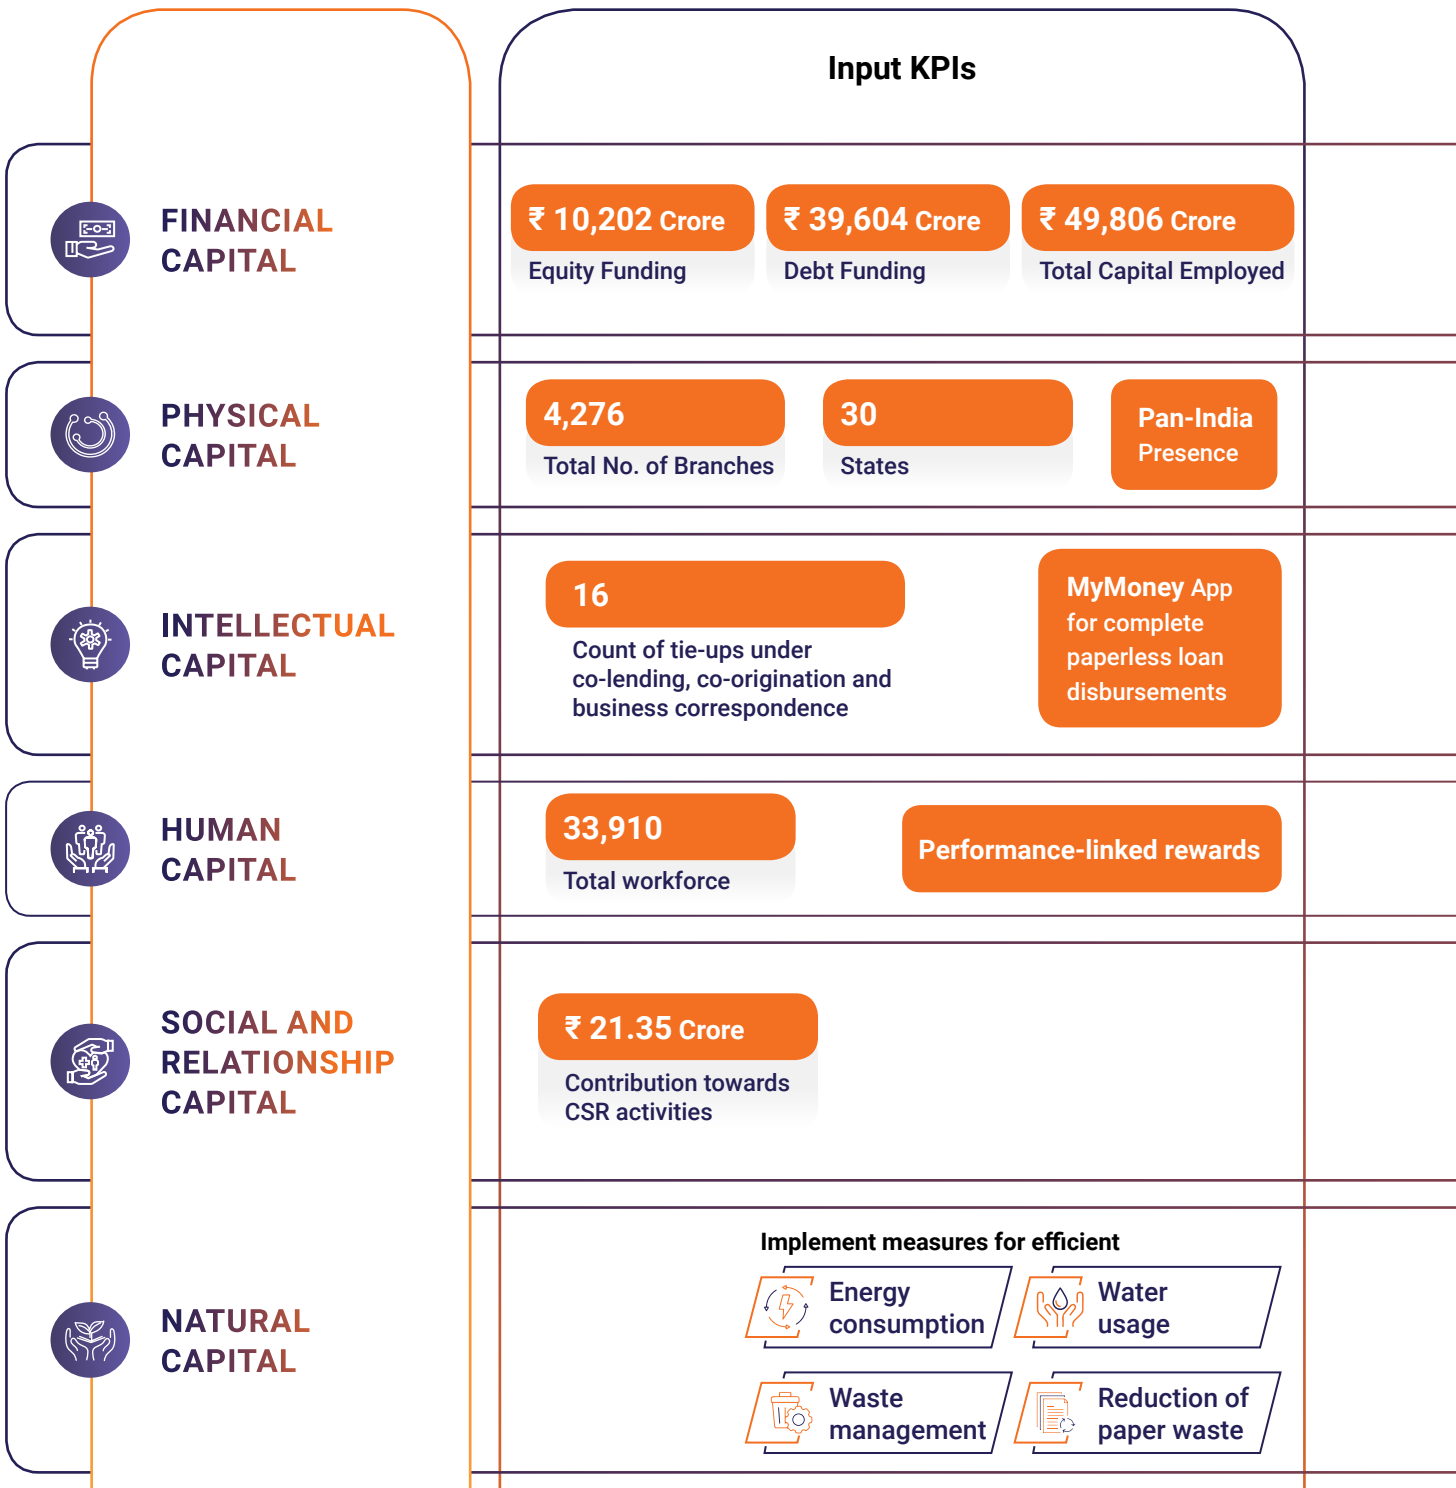 Input KPIs
FINANCIAL
CAPITAL
₹ 10,202 Crore
Equity Funding
₹ 39,604 Crore
Debt Funding
₹ 49,806 Crore
Total Capital Employed
PHYSICAL
CAPITAL
4,276
Total No. of Branches
30
States
Pan-India
Presence
INTELLECTUAL
CAPITAL
16
Count of tie-ups under
co-lending, co-origination and
business correspondence
MyMoney App
for complete
paperless loan
disbursements
HUMAN
CAPITAL
33,910
Total workforce
Performance-linked rewards
SOCIAL AND
RELATIONSHIP
CAPITAL
₹ 21.35 Crore
Contribution towards
CSR activities
NATURAL
CAPITAL
Implement measures for efficient
Energy
consumption
Water
usage
Waste
management
Reduction of
paper waste